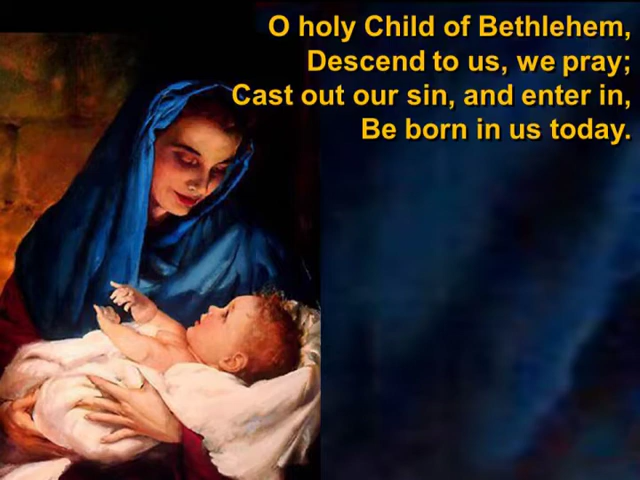 O holy Child of Bethlehem,
Descend to us, we pray;
Cast out our sin, and enter in,
Be born in us today.